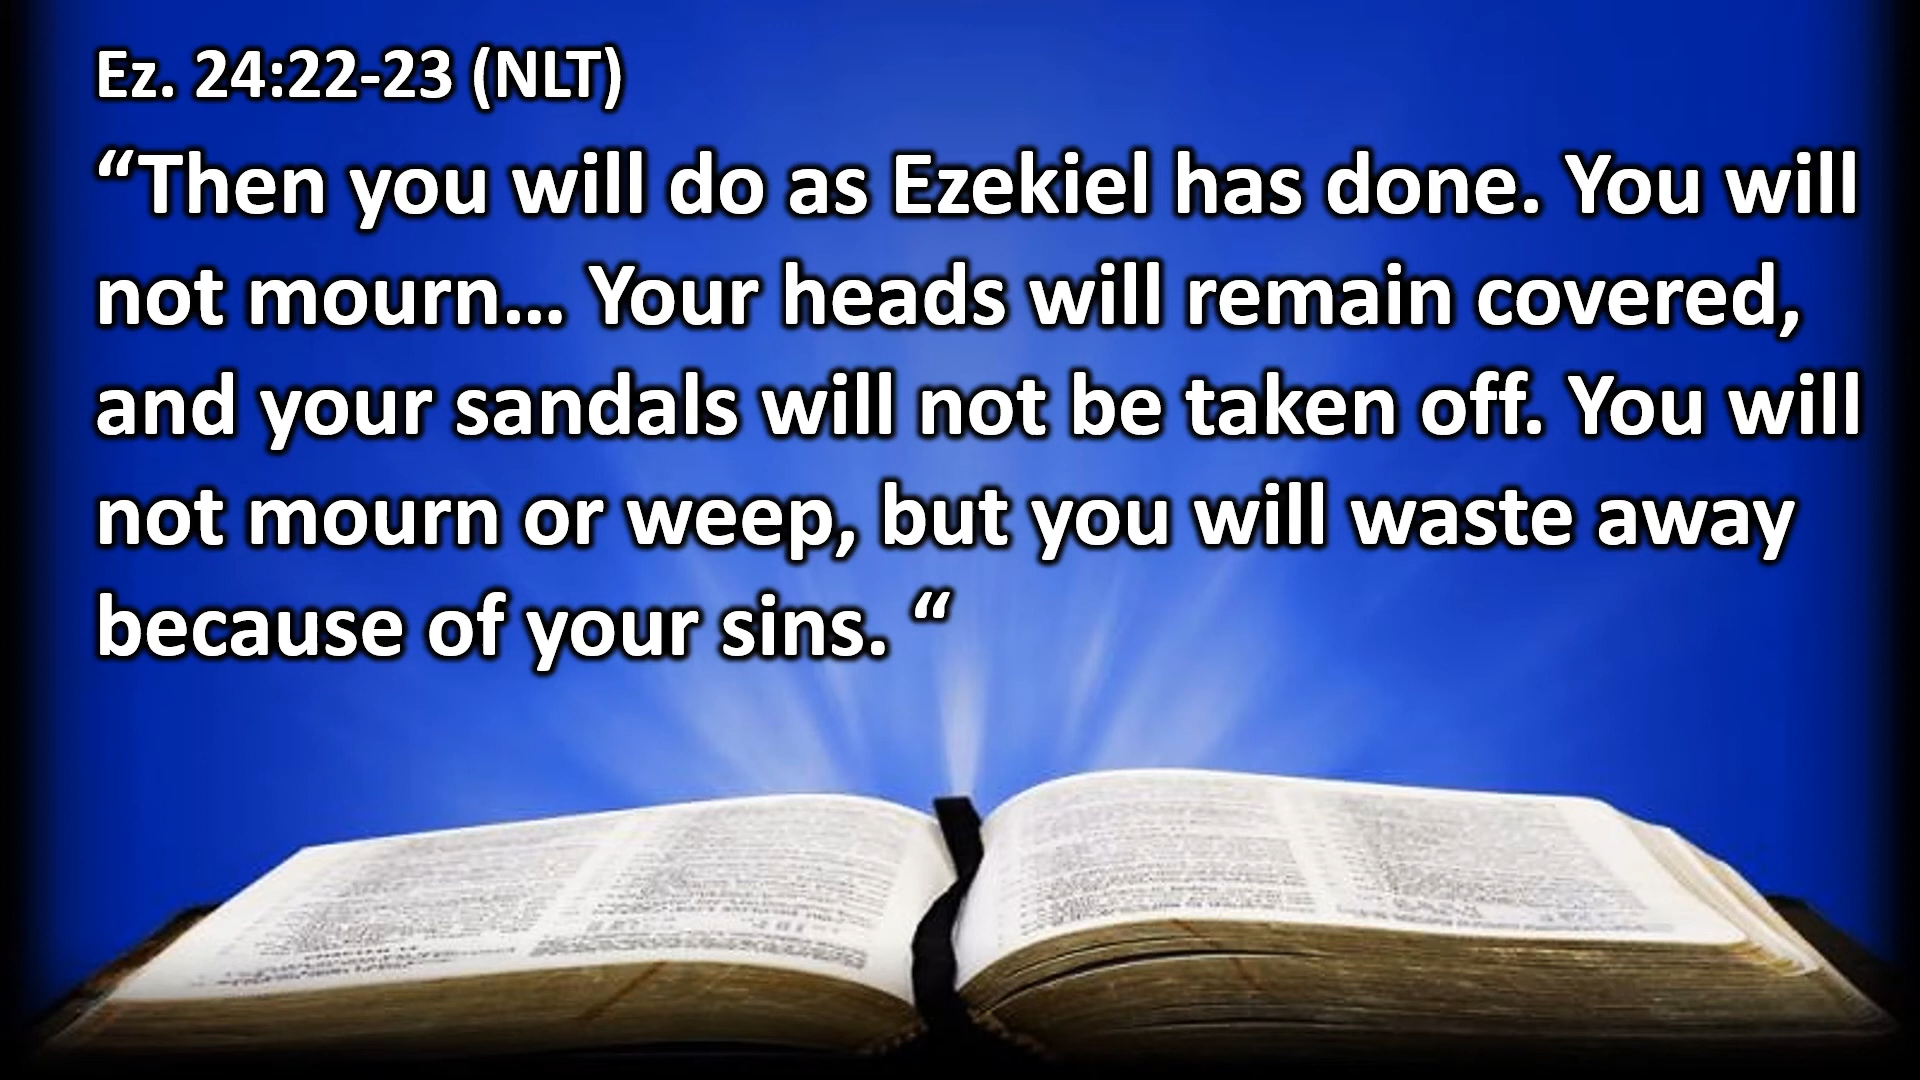 Ez. 24:22-23 (NLT)
“Then you will do as Ezekiel has done. You will
not mourn… Your heads will remain covered,
and your sandals will not be taken off. You will
not mourn or weep, but you will waste away
because of your sins. “